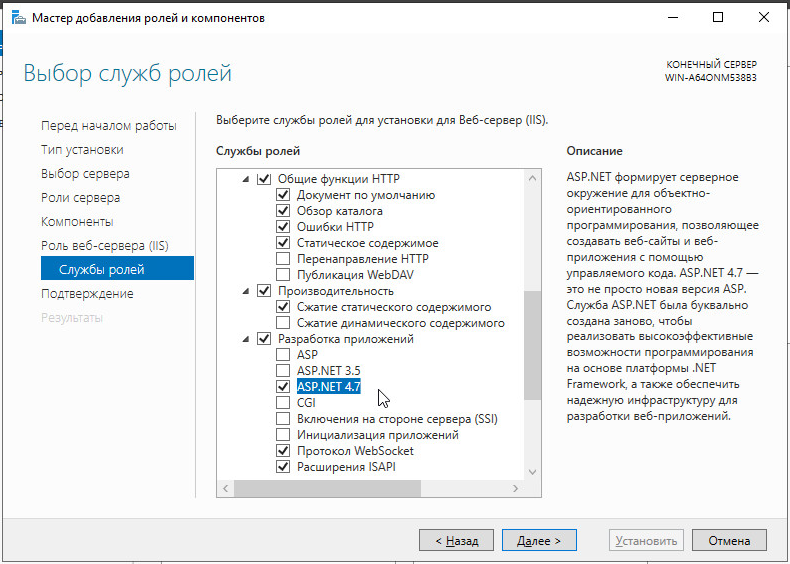 Мастер добавления ролей и компонентов
Выбор служб ролей
КОНЕЧНЫЙ СЕРВЕР
WIN-A64ONM538B3
Перед началом работы
Тип установки
Выбор сервера
Роли сервера
Компоненты
Роль веб-сервера (IIS)
Службы ролей
Подтверждение
Результаты
Выберите службы ролей для установки для Веб-сервер (IIS).
Службы ролей
Общие функции HTTP
Документ по умолчанию
Обзор каталога
Ошибки HTTP
Статическое содержимое
Перенаправление HTTP
Публикация WebDAV
Производительность
Сжатие статического содержимого
Сжатие динамического содержимого
Разработка приложений
ASP
ASP.NET 3.5
ASP.NET 4.7
CGI
Включения на стороне сервера (SSI)
Инициализация приложений
Протокол WebSocket
Расширения ISAPI
Описание
ASP.NET формирует серверное
окружение для объектно-
ориентированного
программирования, позволяющее
создавать веб-сайты и веб-
приложения с помощью
управляемого кода. ASP.NET 4.7 —
это не просто новая версия ASP.
Служба ASP.NET была буквально
создана заново, чтобы
реализовать высокоэффективные
возможности программирования
на основе платформы .NET
Framework, а также обеспечить
надежную инфраструктуру для
разработки веб-приложений.
< Назад
Далее >
Установить
Отмена